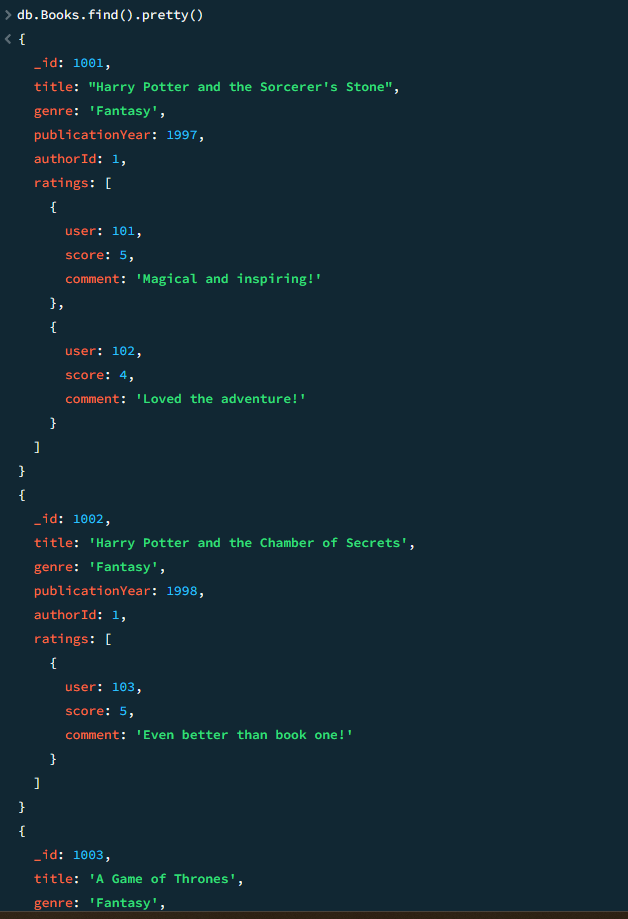 > db.Books.find().pretty()
< {
_id: 1001,
title: "Harry Potter and the Sorcerer's Stone",
genre: 'Fantasy',
publicationYear: 1997,
authorId: 1,
ratings: [
{
user: 101,
score: 5,
comment: 'Magical and inspiring!'
},
{
user: 102,
score: 4,
comment: 'Loved the adventure!'
}
]
}
{
_id: 1002,
title: 'Harry Potter and the Chamber of Secrets',
genre: 'Fantasy',
publicationYear: 1998,
authorId: 1,
ratings: [
{
user: 103,
score: 5,
comment: 'Even better than book one!'
}
]
}
{
_id: 1003,
title: 'A Game of Thrones',
genre: 'Fantasy',